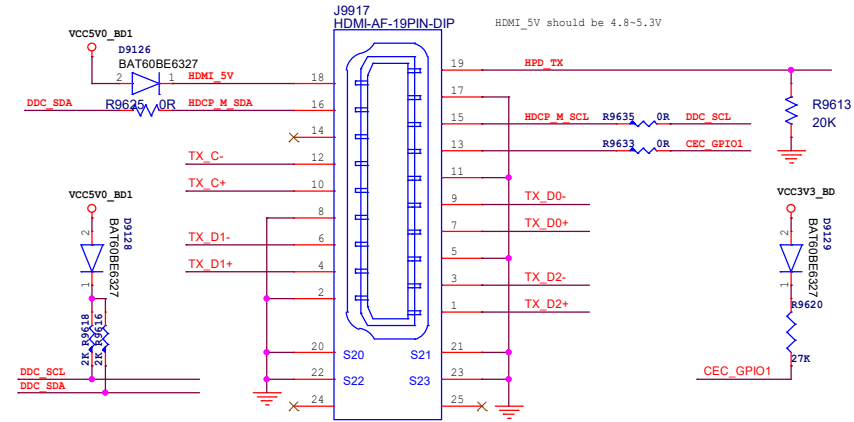 J9917
HDMI-AF-19PIN-DIP
HDMI_5V should be 4.8~5.3V
VCC5V0_BD1
D9126
BAT60BE6327
2
1
HDMI_5V
18
19
HPD_TX
DDC_SDA
R9625
0R
HDCP_M_SDA
16
17
R9613
20K
14
15
HDCP_M_SCL
R9635
0R
DDC_SCL
TX_C-
12
13
R9633
0R
CEC_GPIO1
TX_C+
10
11
VCC5V0_BD1
8
9
TX_D0-
VCC3V3_BD
2
D9128
BAT60BE6327
1
TX_D1-
6
7
TX_D0+
2
D9129
BAT60BE6327
1
TX_D1+
4
5
2
3
TX_D2-
R9618
2K
R9616
2K
1
TX_D2+
R9620
27K
20
S20
S21
21
DDC_SCL
22
S22
S23
23
CEC_GPIO1
DDC_SDA
24
25